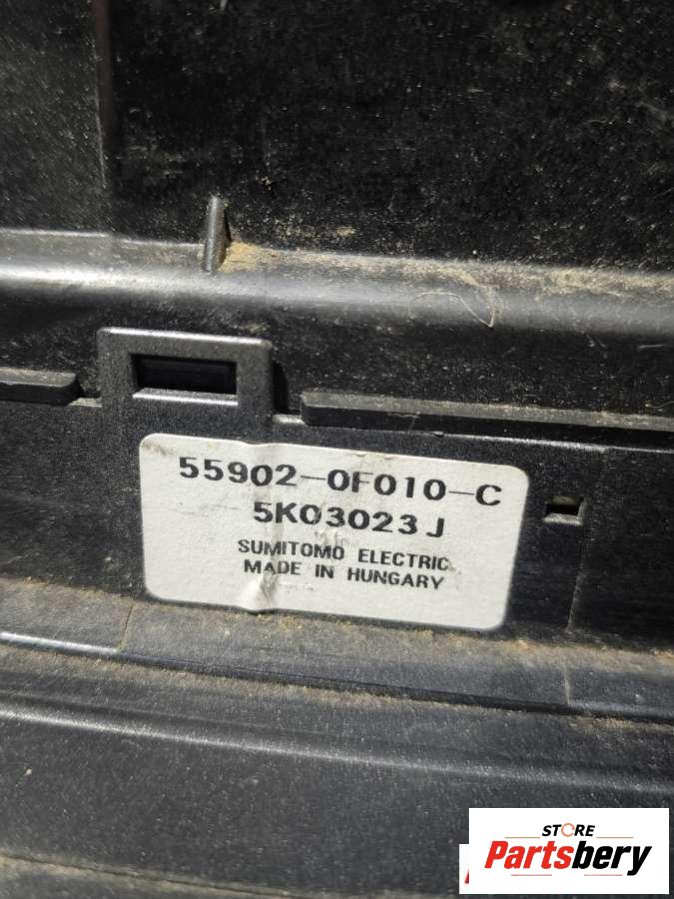 55902-0F010-C
5K03023J
SUMITOMO ELECTRIC
MADE IN HUNGARY
STORE
Partsbery